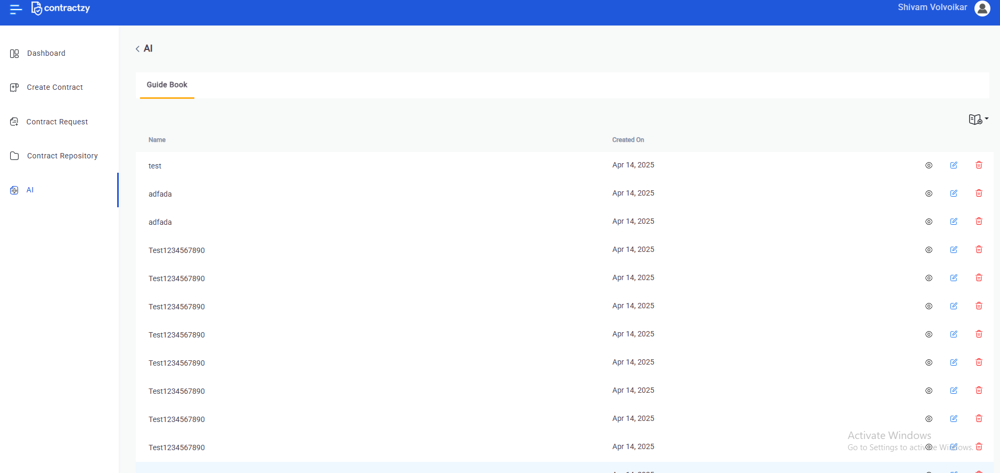 contractzy
Shivam Volvoikar
Dashboard
Create Contract
Contract Request
Contract Repository
AI
AI
Guide Book
Name Created On
test Apr 14, 2025
adfada Apr 14, 2025
adfada Apr 14, 2025
Test1234567890 Apr 14, 2025
Test1234567890 Apr 14, 2025
Test1234567890 Apr 14, 2025
Test1234567890 Apr 14, 2025
Test1234567890 Apr 14, 2025
Test1234567890 Apr 14, 2025
Test1234567890 Apr 14, 2025
Test1234567890 Apr 14, 2025
Activate Windows
Go to Settings to activate Windows.